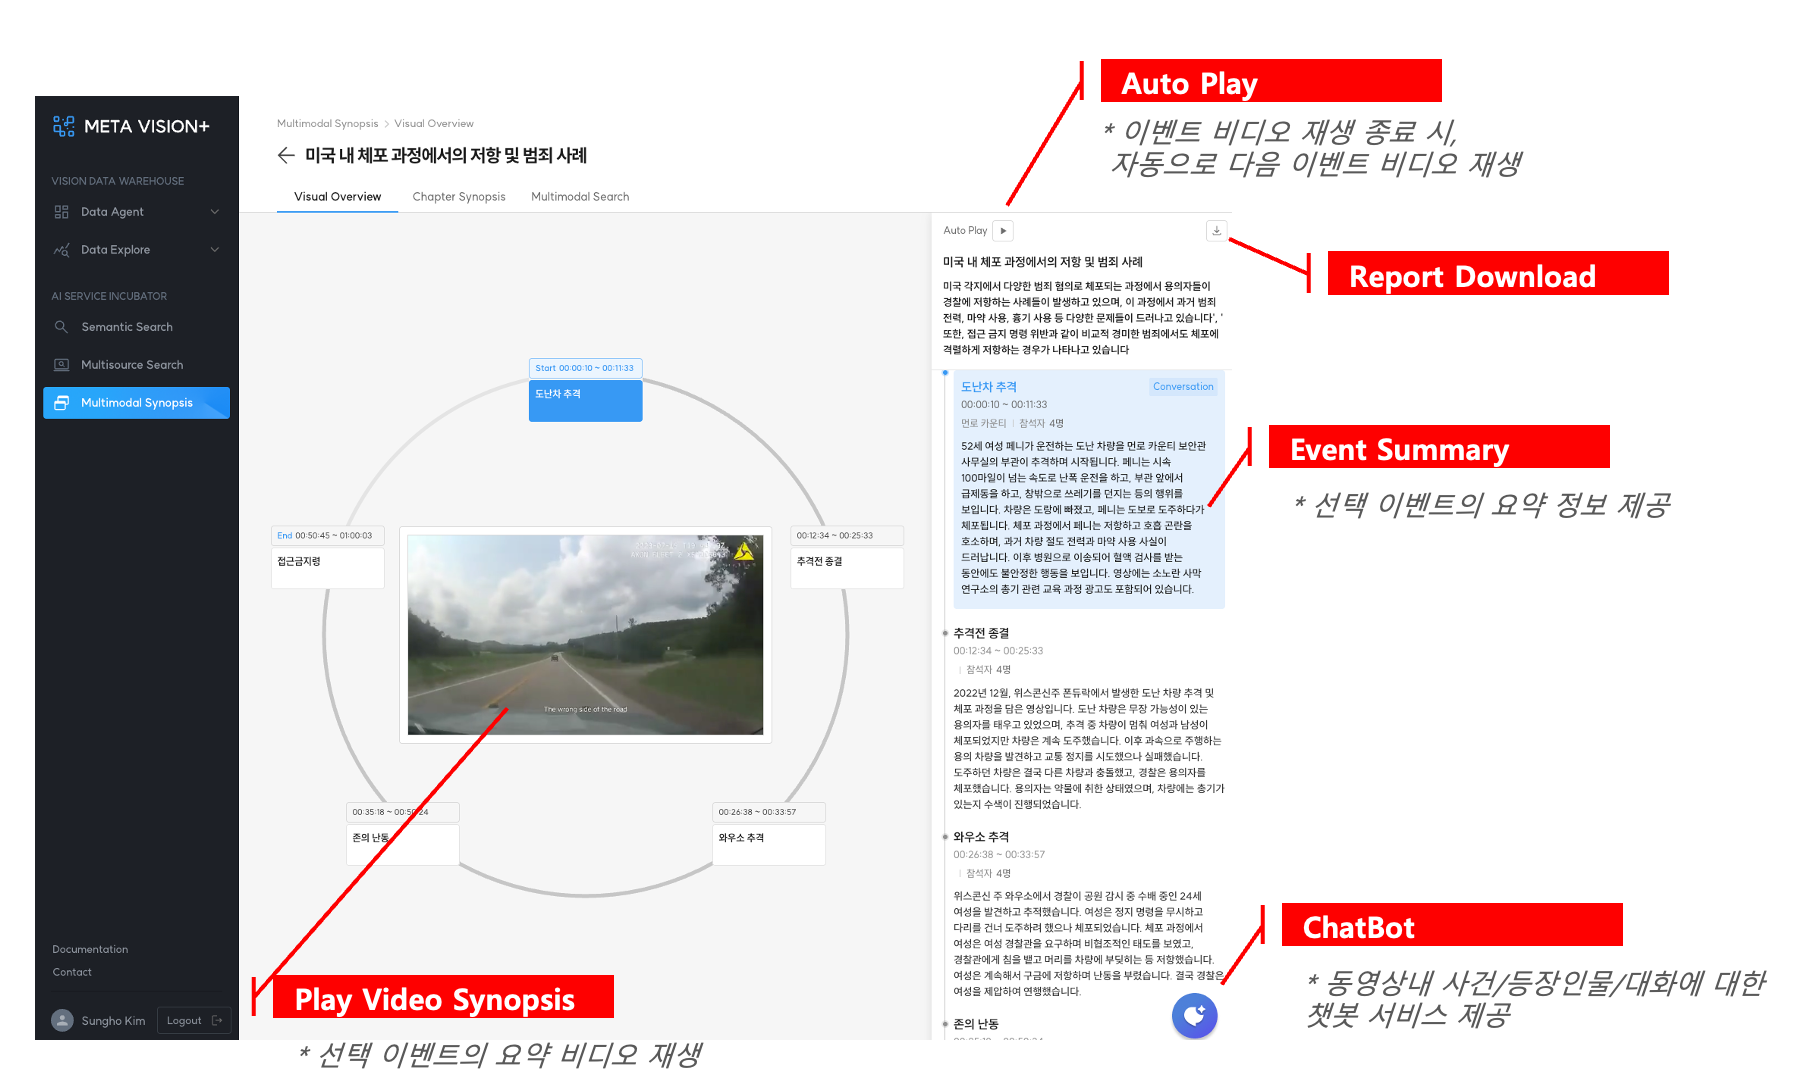 Auto Play
* 이벤트 비디오 재생 종료 시,
자동으로 다음 이벤트 비디오 재생
META VISION+
Multimodal Synopsis > Visual Overview
← 미국 내 체포 과정에서의 저항 및 범죄 사례
VISION DATA WAREHOUSE
Data Agent
Data Explore
AI SERVICE INCUBATOR
Semantic Search
Multisource Search
Multimodal Synopsis
Documentation
Contact
Sungho Kim
Logout
Visual Overview
Chapter Synopsis
Multimodal Search
Start 00:00:10 ~ 00:11:33
도난차 추격
End 00:50:45 ~ 01:00:03
접근금지령
00:12:34 ~ 00:25:33
추격전 종결
The wrong side of the road
00:35:18 ~ 00:50:24
존의 난동
00:26:38 ~ 00:33:57
와우소 추격
Play Video Synopsis
* 선택 이벤트의 요약 비디오 재생
Auto Play
Report Download
미국 내 체포 과정에서의 저항 및 범죄 사례
미국 각지에서 다양한 범죄 혐의로 체포되는 과정에서 용의자들이
경찰에 저항하는 사례들이 발생하고 있으며, 이 과정에서 과거 범죄
전력, 마약 사용, 흉기 사용 등 다양한 문제들이 드러나고 있습니다', '
또한, 접근 금지 명령 위반과 같이 비교적 경미한 범죄에서도 체포에
격렬하게 저항하는 경우가 나타나고 있습니다
도난차 추격
Conversation
00:00:10 ~ 00:11:33
먼로 카운티 | 참석자 4명
52세 여성 페니가 운전하는 도난 차량을 먼로 카운티 보안관
사무실의 부관이 추격하며 시작됩니다. 페니는 시속
100마일이 넘는 속도로 난폭 운전을 하고, 부관 앞에서
급제동을 하고, 창밖으로 쓰레기를 던지는 등의 행위를
보입니다. 차량은 도랑에 빠졌고, 페니는 도보로 도주하다가
체포됩니다. 체포 과정에서 페니는 저항하고 호흡 곤란을
호소하며, 과거 차량 절도 전력과 마약 사용 사실이
드러납니다. 이후 병원으로 이송되어 혈액 검사를 받는
동안에도 불안정한 행동을 보입니다. 영상에는 소노란 사막
연구소의 총기 관련 교육 과정 광고도 포함되어 있습니다.
Event Summary
* 선택 이벤트의 요약 정보 제공
추격전 종결
00:12:34 ~ 00:25:33
| 참석자 4명
2022년 12월, 위스콘신주 폰듀락에서 발생한 도난 차량 추격 및
체포 과정을 담은 영상입니다. 도난 차량은 무장 가능성이 있는
용의자를 태우고 있었으며, 추격 중 차량이 멈춰 여성과 남성이
체포되었지만 차량은 계속 도주했습니다. 이후 과속으로 주행하는
용의 차량을 발견하고 교통 정지를 시도했으나 실패했습니다.
도주하던 차량은 결국 다른 차량과 충돌했고, 경찰은 용의자를
체포했습니다. 용의자는 약물에 취한 상태였으며, 차량에는 총기가
있는지 수색이 진행되었습니다.
와우소 추격
00:26:38 ~ 00:33:57
| 참석자 4명
위스콘신 주 와우소에서 경찰이 공원 감시 중 수배 중인 24세
여성을 발견하고 추적했습니다. 여성은 정지 명령을 무시하고
다리를 건너 도주하려 했으나 체포되었습니다. 체포 과정에서
여성은 여성 경찰관을 요구하며 비협조적인 태도를 보였고,
경찰관에게 침을 뱉고 머리를 차량에 부딪히는 등 저항했습니다.
여성은 계속해서 구금에 저항하며 난동을 부렸습니다. 결국 경찰은
여성을 제압하여 연행했습니다.
존의 난동
ChatBot
* 동영상내 사건/등장인물/대화에 대한
챗봇 서비스 제공